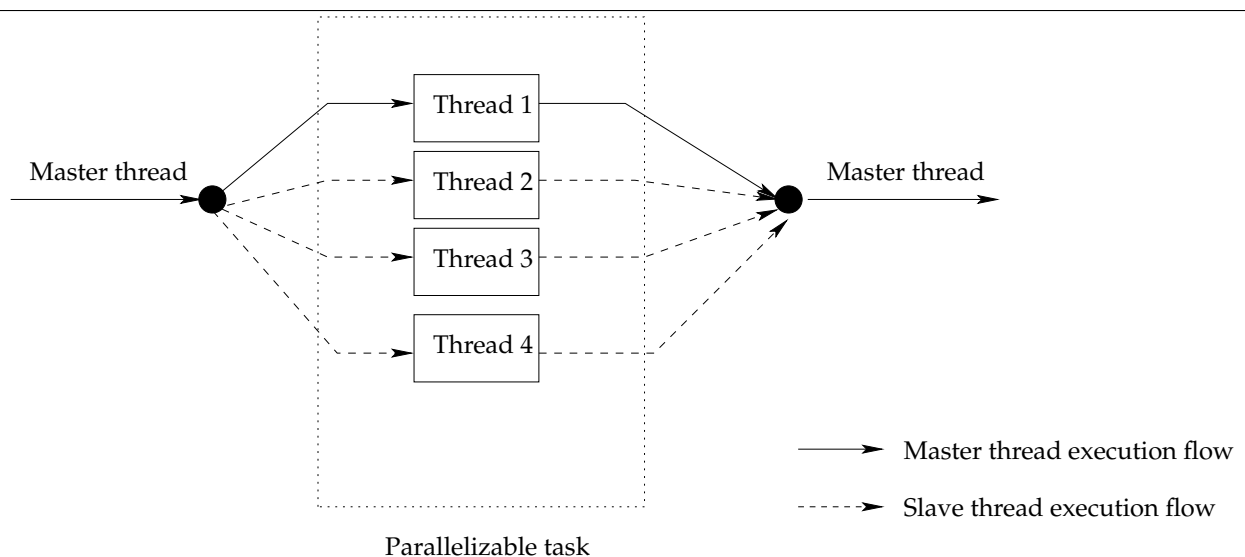 Thread 1
Master thread
Thread 2
Master thread
Thread 3
Thread 4
Master thread execution flow
Slave thread execution flow
Parallelizable task